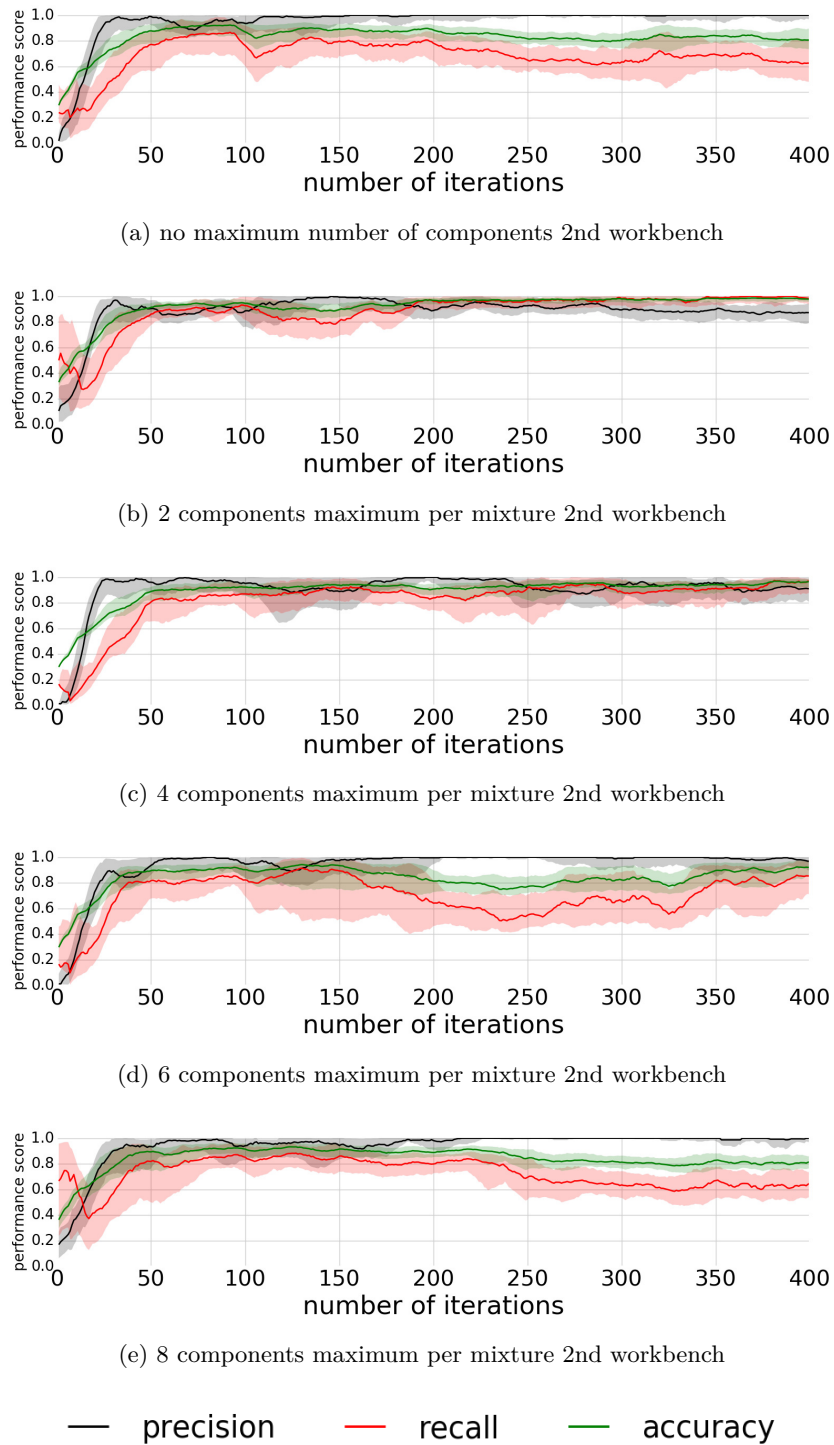 performance score
1.0
0.8
0.6
0.4
0.2
0.0
0 50 100 150 200 250 300 350 400
number of iterations
(a) no maximum number of components 2nd workbench
performance score
1.0
0.8
0.6
0.4
0.2
0.0
0 50 100 150 200 250 300 350 400
number of iterations
(b) 2 components maximum per mixture 2nd workbench
performance score
1.0
0.8
0.6
0.4
0.2
0.0
0 50 100 150 200 250 300 350 400
number of iterations
(c) 4 components maximum per mixture 2nd workbench
performance score
1.0
0.8
0.6
0.4
0.2
0.0
0 50 100 150 200 250 300 350 400
number of iterations
(d) 6 components maximum per mixture 2nd workbench
performance score
1.0
0.8
0.6
0.4
0.2
0.0
0 50 100 150 200 250 300 350 400
number of iterations
(e) 8 components maximum per mixture 2nd workbench
precision recall accuracy